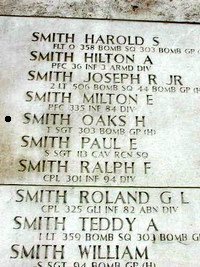 SMITH HAROLD S
FLT O 358 BOMB SQ 303 BOMB GP (
SMITH HILTON A
PFC 36 INF 3 ARMD DIV
SMITH JOSEPH R JR
2 LT 506 BOMB SQ 44 BOMB GP (H
SMITH MILTON E
PFC 335 INF 84 DIV
SMITH OAKS H
T SGT 303 BOMB GP (H)
SMITH PAUL E
S SGT 113 CAV RCN SQ
SMITH RALPH F
CPL 301 INF 94 DIV
SMITH ROLAND G L
CPL 325 GLI INF 82 ABN DIV
SMITH TEDDY A
1 LT 359 BOMB SQ 303 BOMB GP
SMITH WILLIAM
S SGT 94 BOMB GP (H)